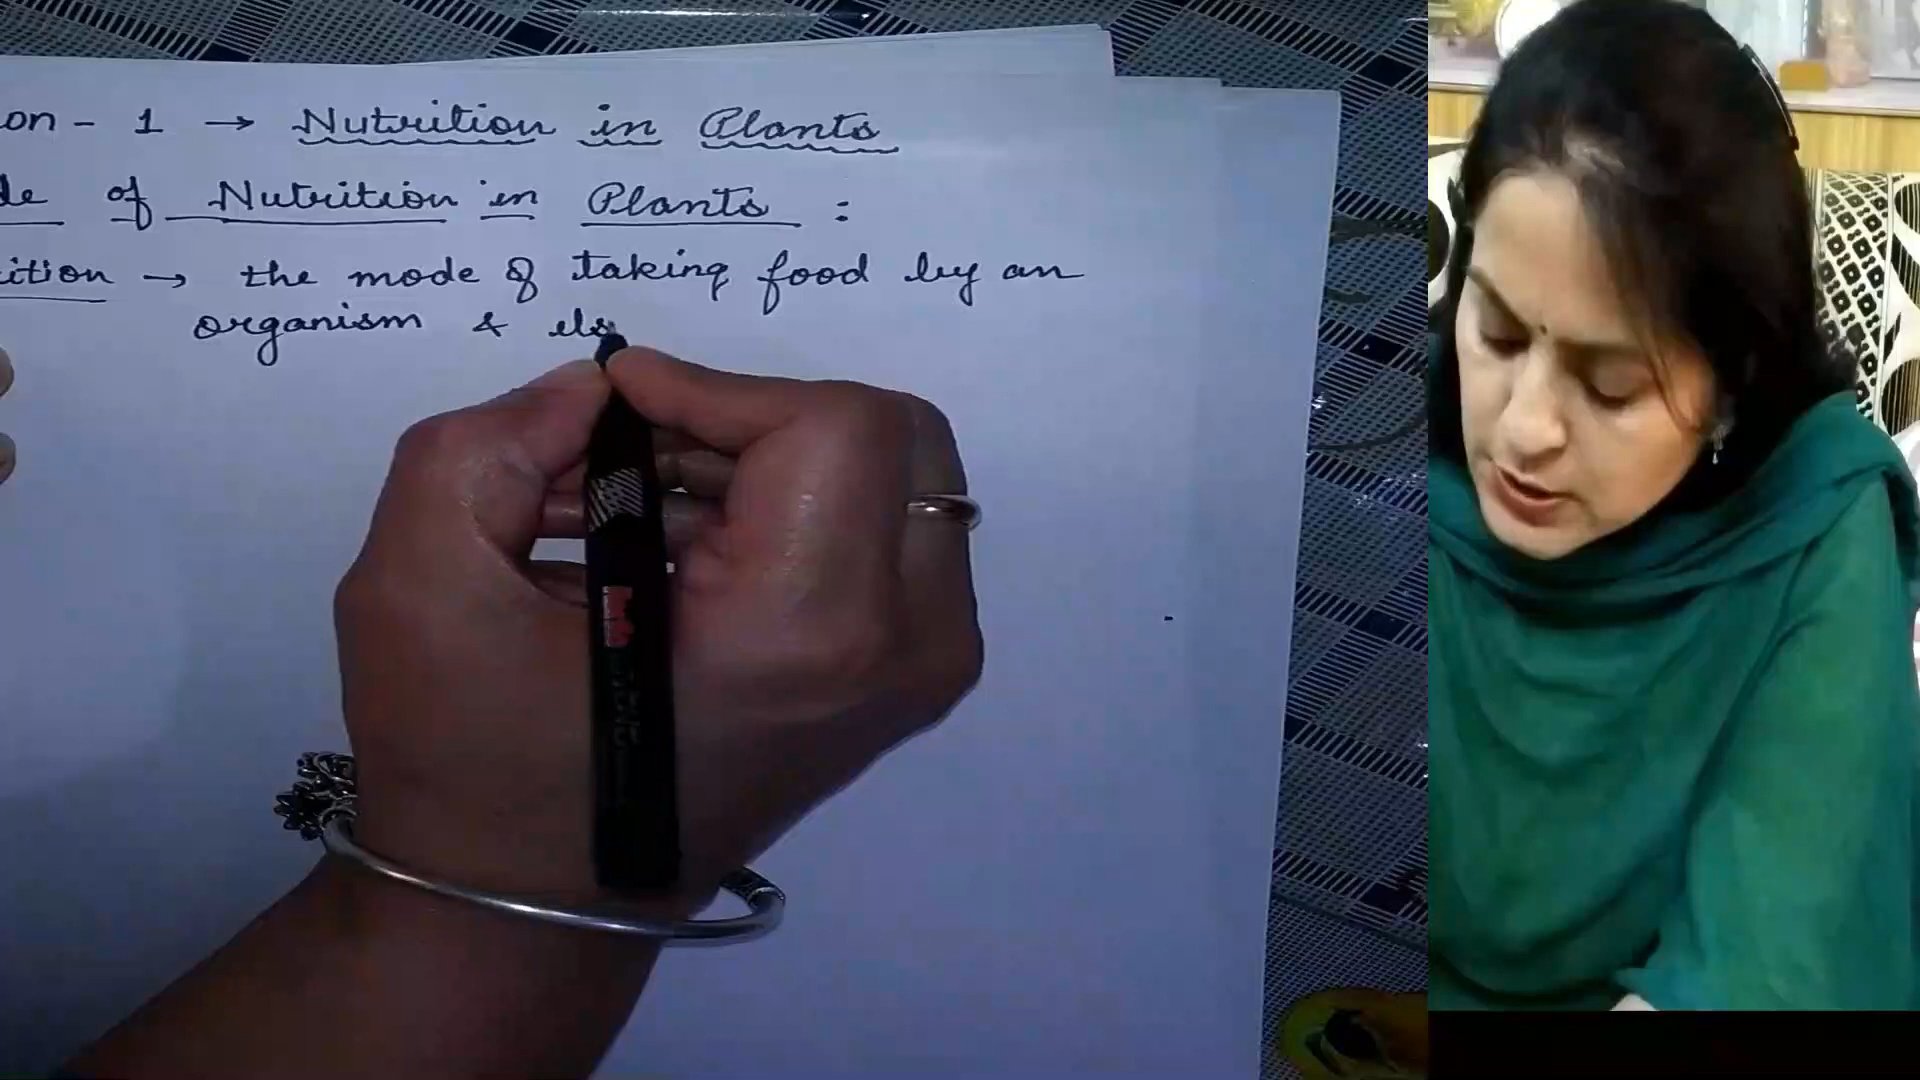 on - 1 → Nutrition in Plants
de of Nutrition in Plants :
ition → the mode of taking food by an
organism & its